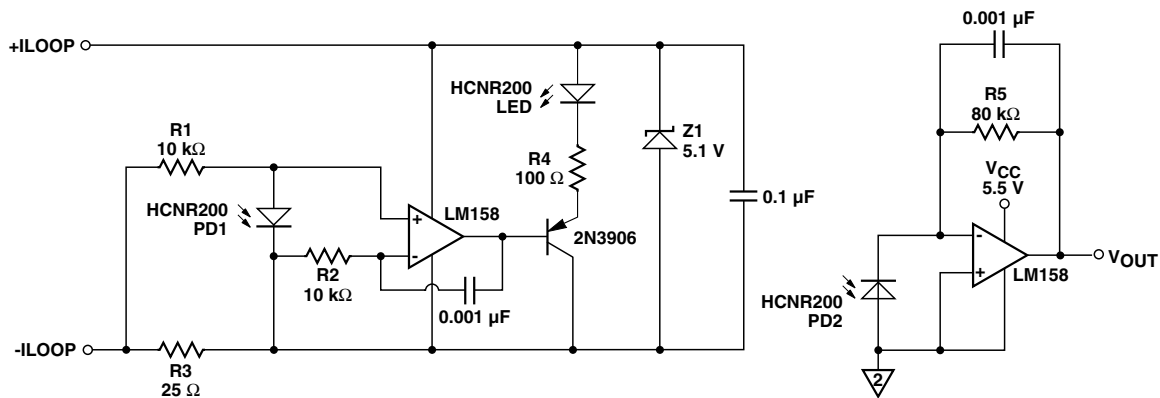 +ILOOP
-ILOOP
R1
10 kΩ
HCNR200
PD1
R2
10 kΩ
R3
25 Ω
+
-
LM158
0.001 µF
HCNR200
LED
R4
100 Ω
2N3906
Z1
5.1 V
0.1 µF
0.001 µF
R5
80 kΩ
VCC
5.5 V
-
+
LM158
VOUT
HCNR200
PD2
2